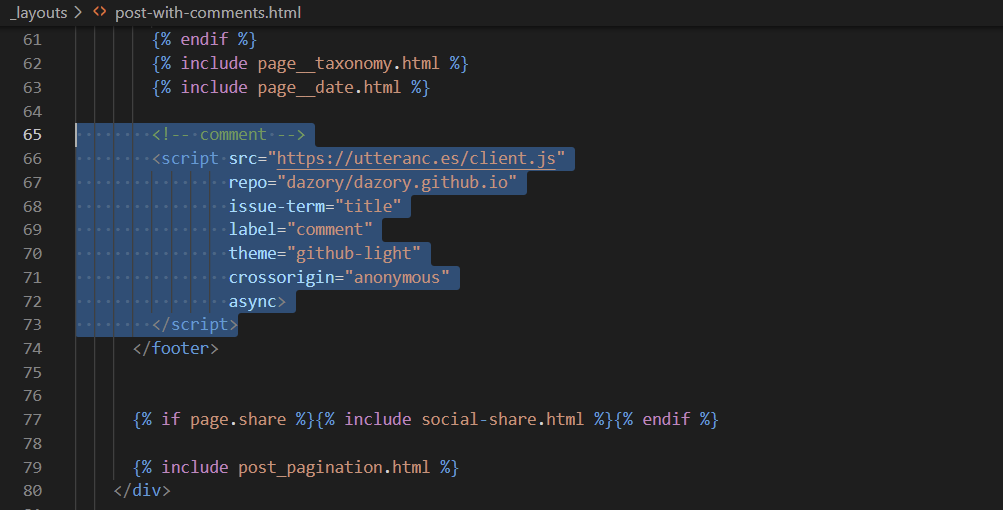 _layouts > <> post-with-comments.html
61 {% endif %}
62 {% include page__taxonomy.html %}
63 {% include page__date.html %}
64
65 <!-- comment -->
66 <script src="https://utteranc.es/client.js"
67 repo="dazory/dazory.github.io"
68 issue-term="title"
69 label="comment"
70 theme="github-light"
71 crossorigin="anonymous"
72 async>
73 </script>
74 </footer>
75
76
77 {% if page.share %}{% include social-share.html %}{% endif %}
78
79 {% include post_pagination.html %}
80 </div>